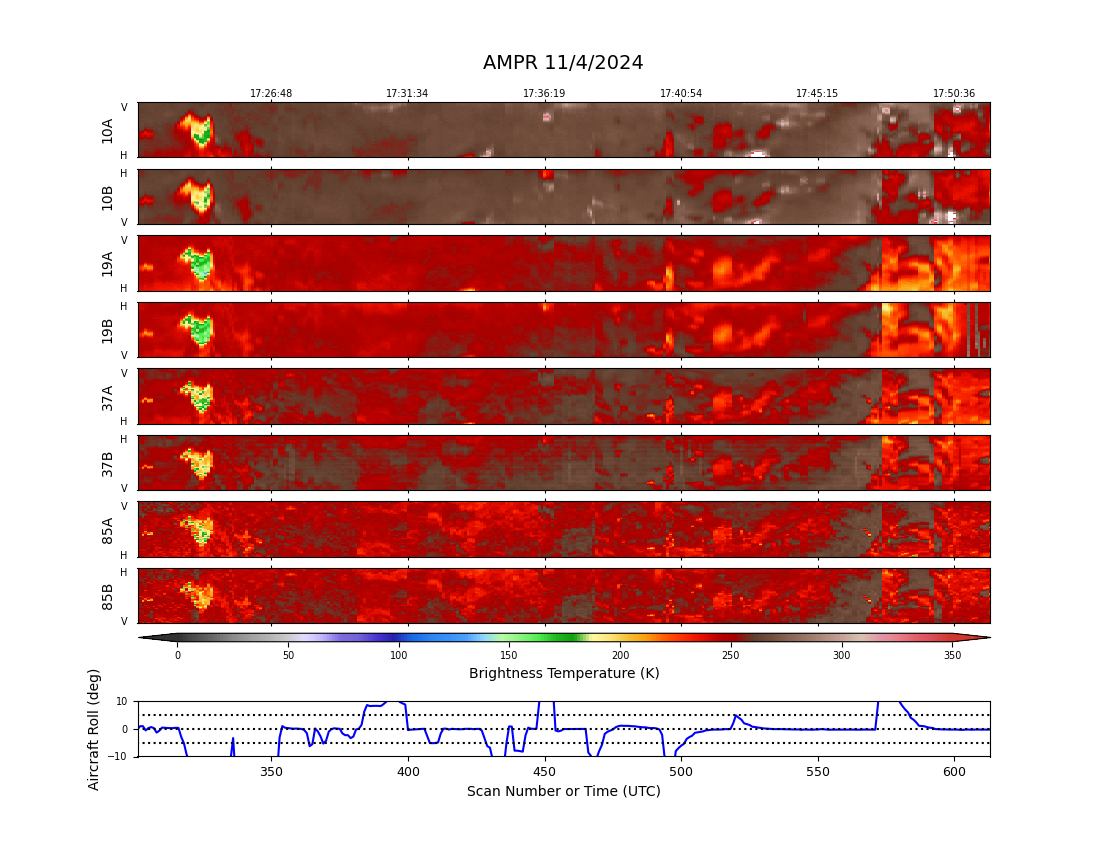 AMPR 11/4/2024
17:26:48 17:31:34 17:36:19 17:40:54 17:45:15 17:50:36
V
10A
H
H
10B
V
V
19A
H
H
19B
V
V
37A
H
H
37B
V
V
85A
H
H
85B
V
0 50 100 150 200 250 300 350
Brightness Temperature (K)
Aircraft Roll (deg)
10
0
−10
350 400 450 500 550 600
Scan Number or Time (UTC)